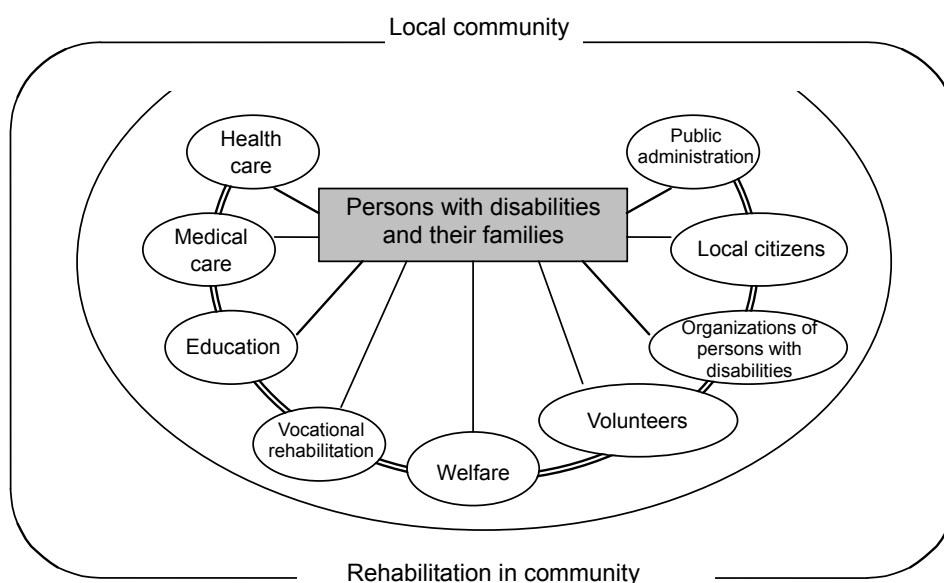 Local community
Health
care
Public
administration
Persons with disabilities
and their families
Medical
care
Local citizens
Education
Organizations of
persons with
disabilities
Vocational
rehabilitation
Volunteers
Welfare
Rehabilitation in community